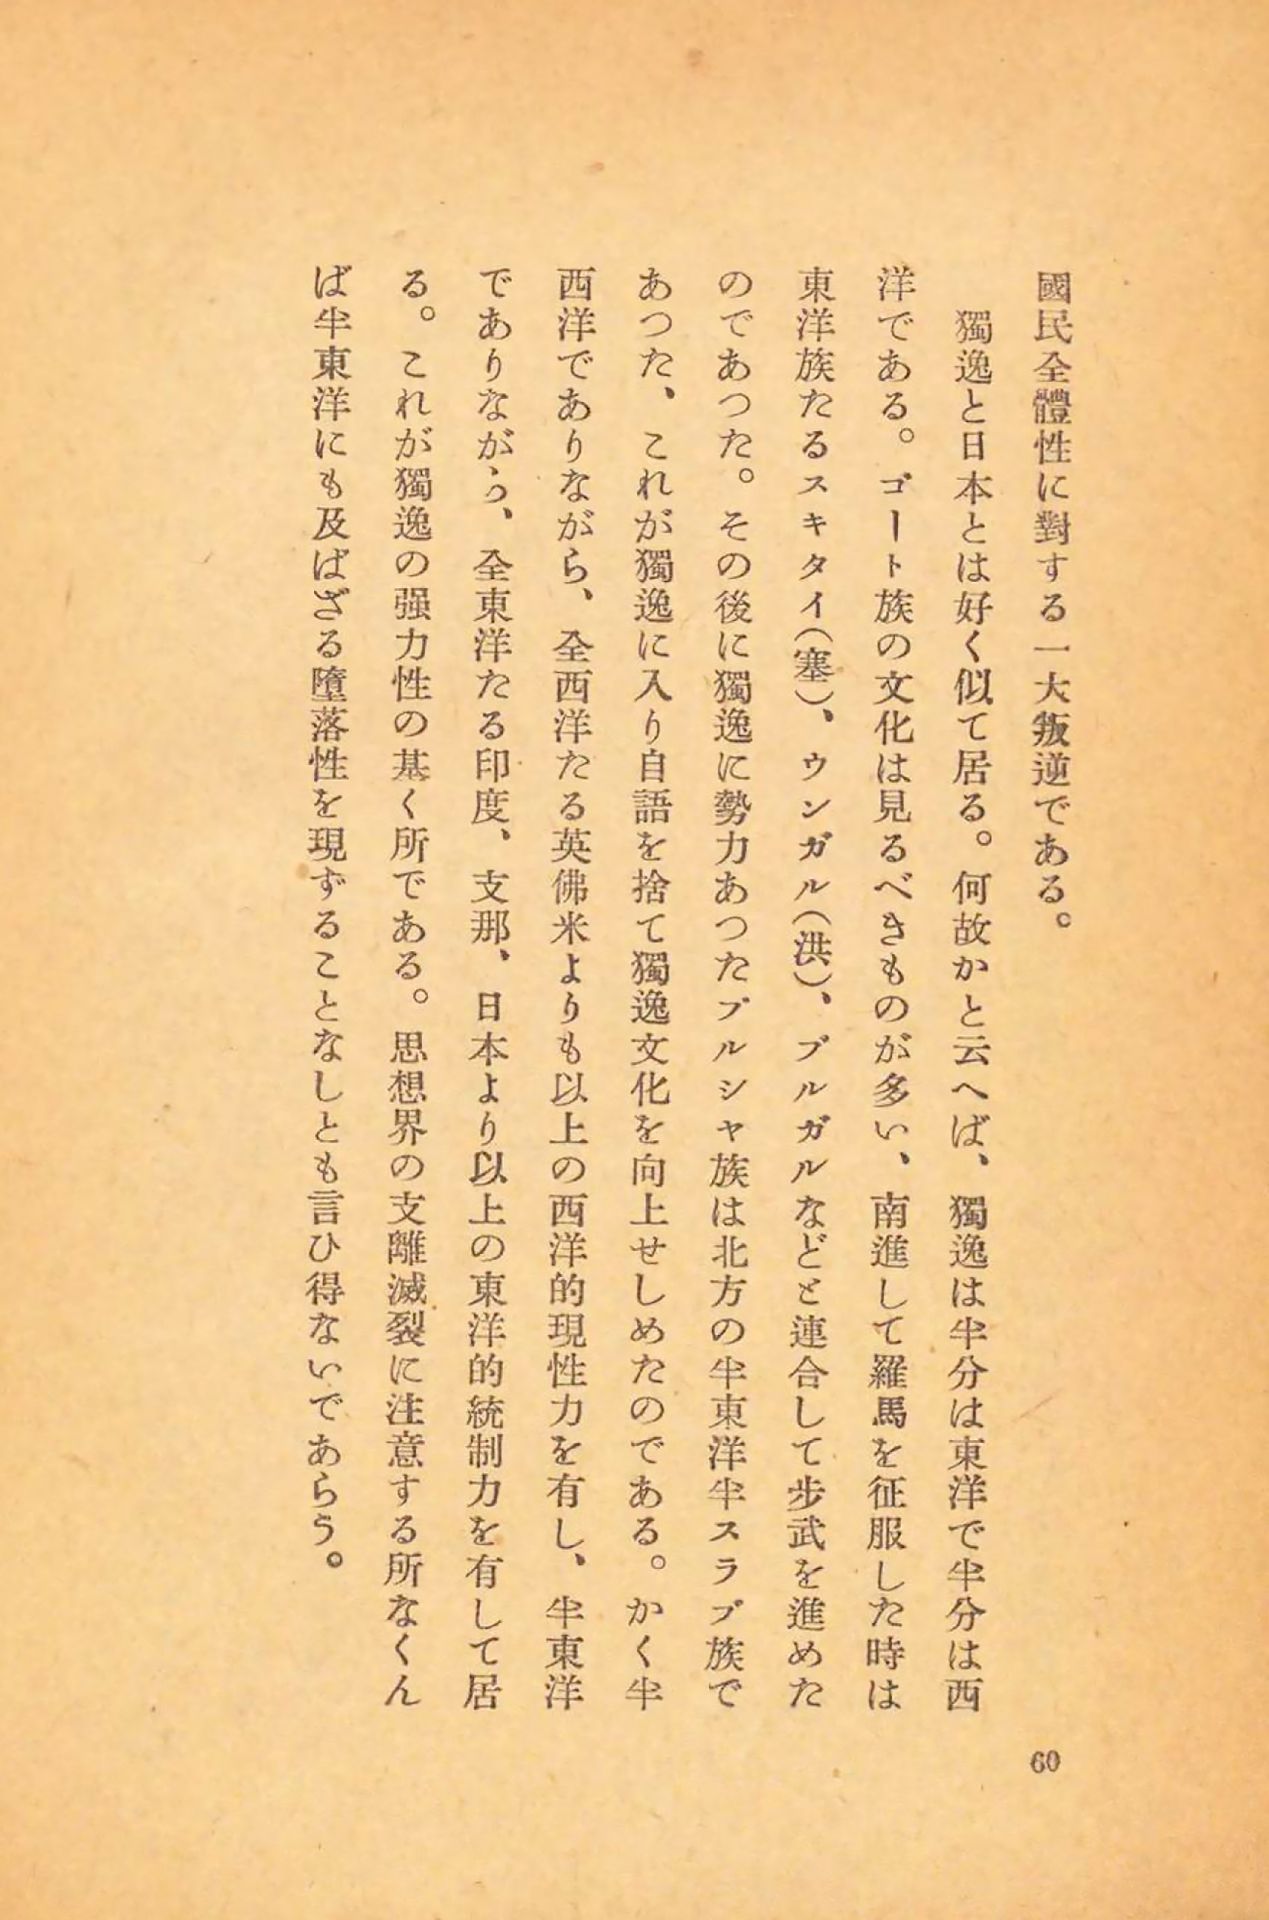 國民全體性に對する一大叛逆である。
獨逸と日本とは好く似て居る。何故かと云へば、獨逸は半分は東洋で半分は西
洋である。ゴート族の文化は見るべきものが多い、南進して羅馬を征服した時は
東洋族たるスキタイ(塞)、ウンガル(洪)、ブルガルなどと連合して步武を進めた
のであつた。その後に獨逸に勢力あつたプルシャ族は北方の半東洋半スラブ族で
あつた、これが獨逸に入り自語を捨て獨逸文化を向上せしめたのである。かく半
西洋でありながら、全西洋たる英佛米よりも以上の西洋的現性力を有し、半東洋
でありながら、全東洋たる印度、支那、日本より以上の東洋的統制力を有して居
る。これが獨逸の强力性の基く所である。思想界の支離滅裂に注意する所なくん
ば半東洋にも及ばざる墮落性を現ずることなしとも言ひ得ないであらう。
60